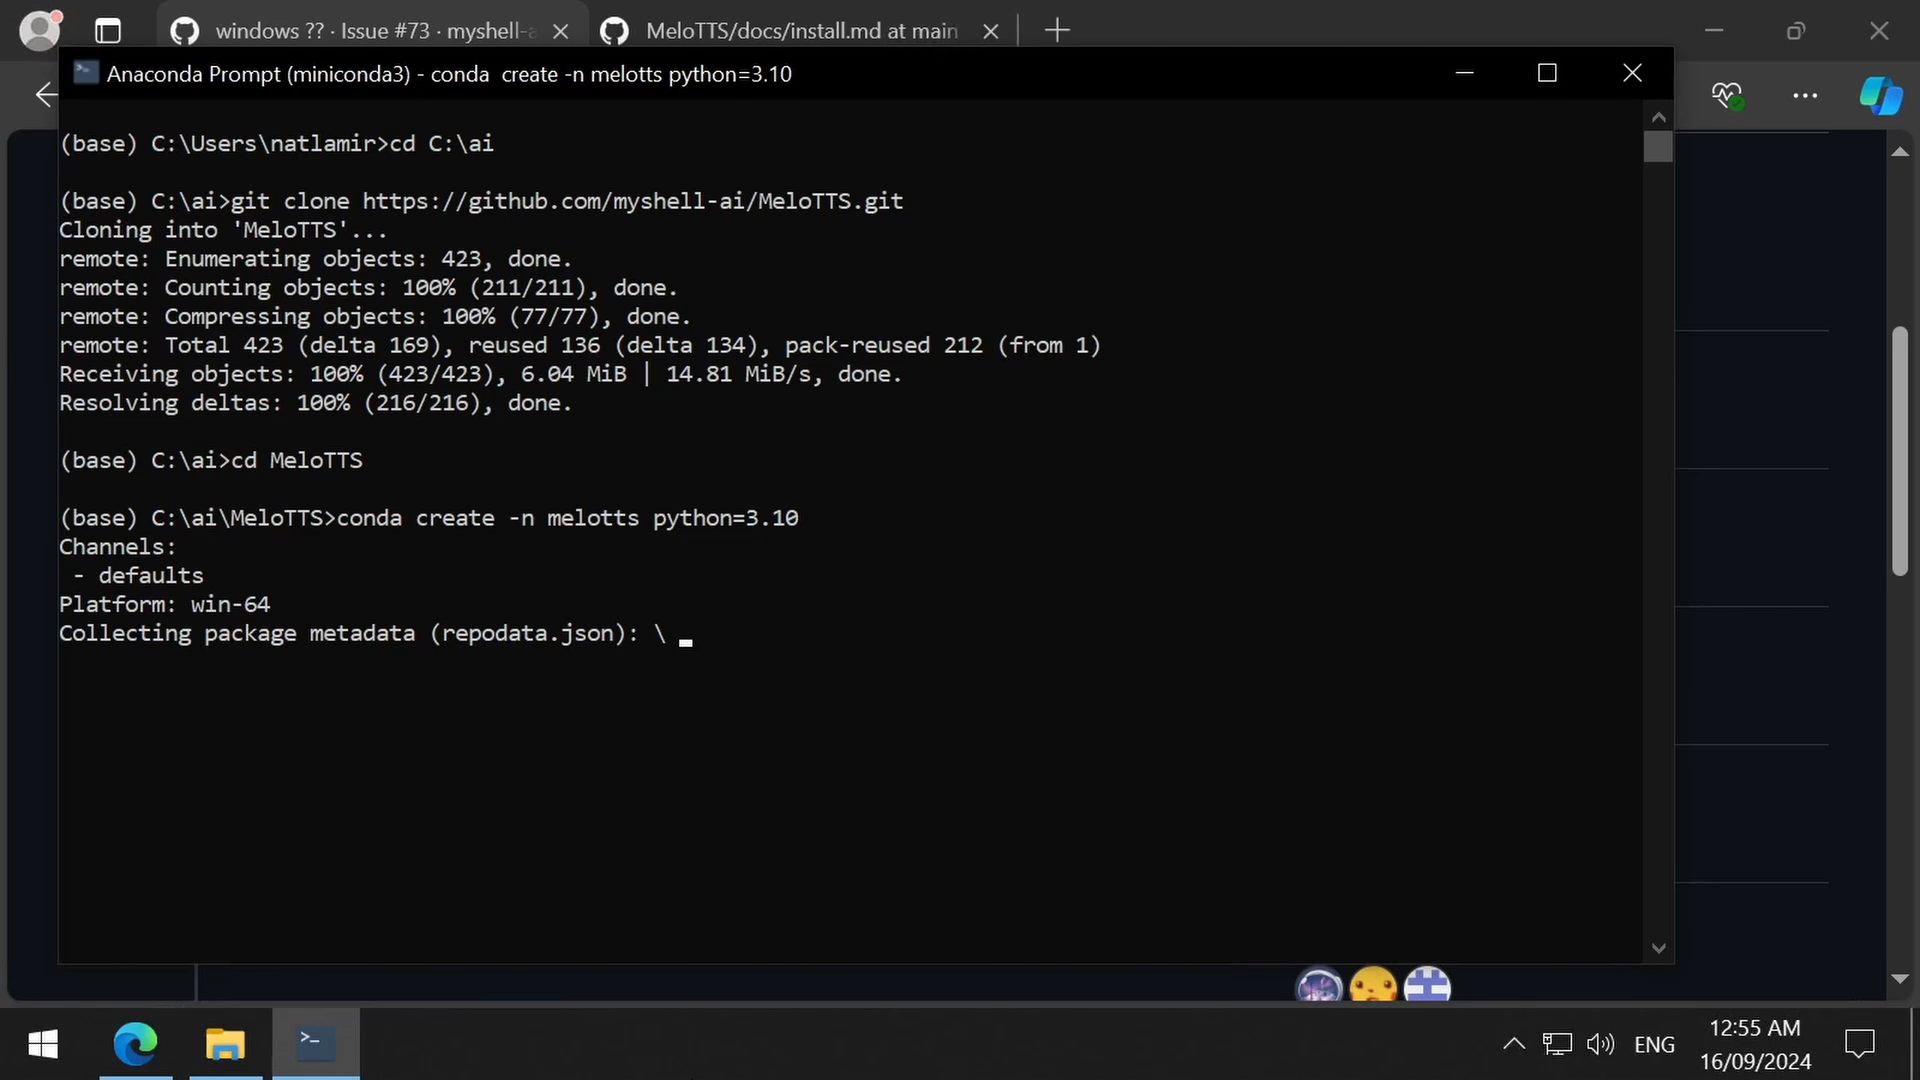 windows ?? · Issue #73 · myshell-a
MeloTTS/docs/install.md at main
Anaconda Prompt (miniconda3) - conda  create -n melotts python=3.10
(base) C:\Users\natlamir>cd C:\ai
(base) C:\ai>git clone https://github.com/myshell-ai/MeloTTS.git
Cloning into 'MeloTTS'...
remote: Enumerating objects: 423, done.
remote: Counting objects: 100% (211/211), done.
remote: Compressing objects: 100% (77/77), done.
remote: Total 423 (delta 169), reused 136 (delta 134), pack-reused 212 (from 1)
Receiving objects: 100% (423/423), 6.04 MiB | 14.81 MiB/s, done.
Resolving deltas: 100% (216/216), done.
(base) C:\ai>cd MeloTTS
(base) C:\ai\MeloTTS>conda create -n melotts python=3.10
Channels:
 - defaults
Platform: win-64
Collecting package metadata (repodata.json): \
ENG
12:55 AM
16/09/2024